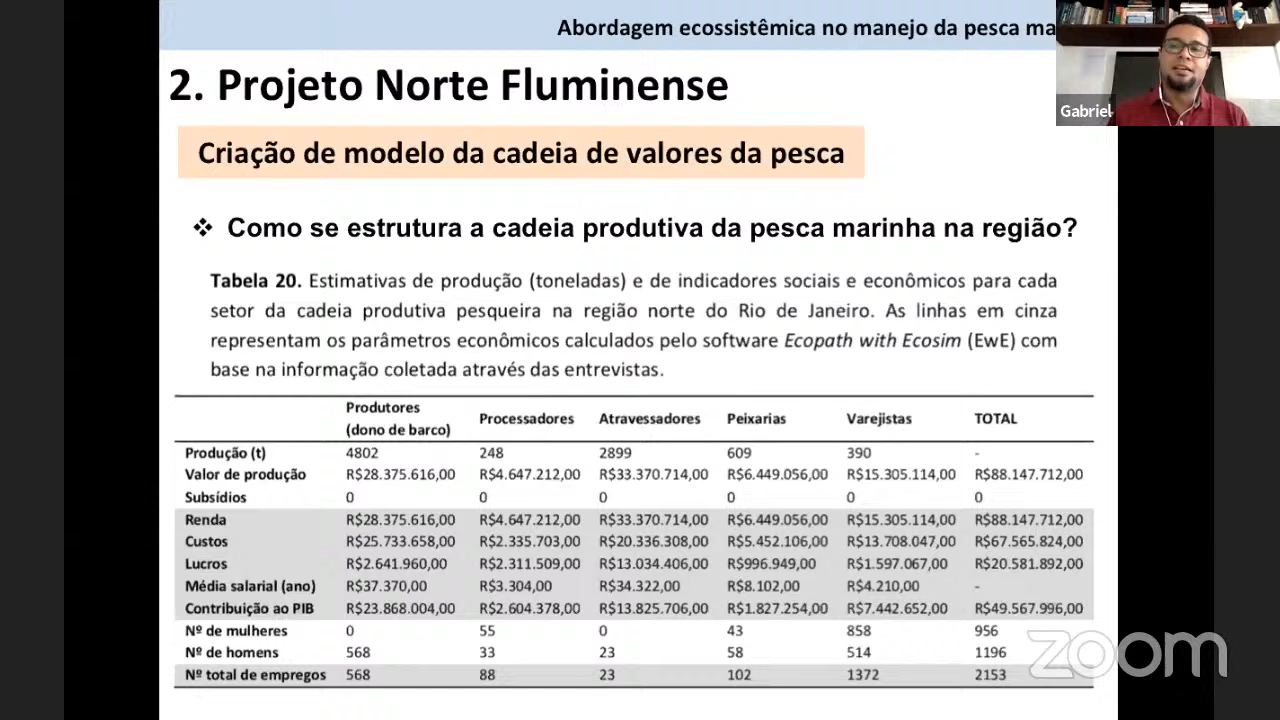 Abordagem ecossistêmica no manejo da pesca ma
Gabriel
2. Projeto Norte Fluminense
Criação de modelo da cadeia de valores da pesca
❖ Como se estrutura a cadeia produtiva da pesca marinha na região?
Tabela 20. Estimativas de produção (toneladas) e de indicadores sociais e econômicos para cada
setor da cadeia produtiva pesqueira na região norte do Rio de Janeiro. As linhas em cinza
representam os parâmetros econômicos calculados pelo software Ecopath with Ecosim (EwE) com
base na informação coletada através das entrevistas.
Produtores (dono de barco) Processadores Atravessadores Peixarias Varejistas TOTAL
Produção (t) 4802 248 2899 609 390 -
Valor de produção R$28.375.616,00 R$4.647.212,00 R$33.370.714,00 R$6.449.056,00 R$15.305.114,00 R$88.147.712,00
Subsídios 0 0 0 0 0 0
Renda R$28.375.616,00 R$4.647.212,00 R$33.370.714,00 R$6.449.056,00 R$15.305.114,00 R$88.147.712,00
Custos R$25.733.658,00 R$2.335.703,00 R$20.336.308,00 R$5.452.106,00 R$13.708.047,00 R$67.565.824,00
Lucros R$2.641.960,00 R$2.311.509,00 R$13.034.406,00 R$996.949,00 R$1.597.067,00 R$20.581.892,00
Média salarial (ano) R$37.370,00 R$3.304,00 R$34.322,00 R$8.102,00 R$4.210,00 -
Contribuição ao PIB R$23.868.004,00 R$2.604.378,00 R$13.825.706,00 R$1.827.254,00 R$7.442.652,00 R$49.567.996,00
Nº de mulheres 0 55 0 43 858 956
Nº de homens 568 33 23 58 514 1196
Nº total de empregos 568 88 23 102 1372 2153
zoom